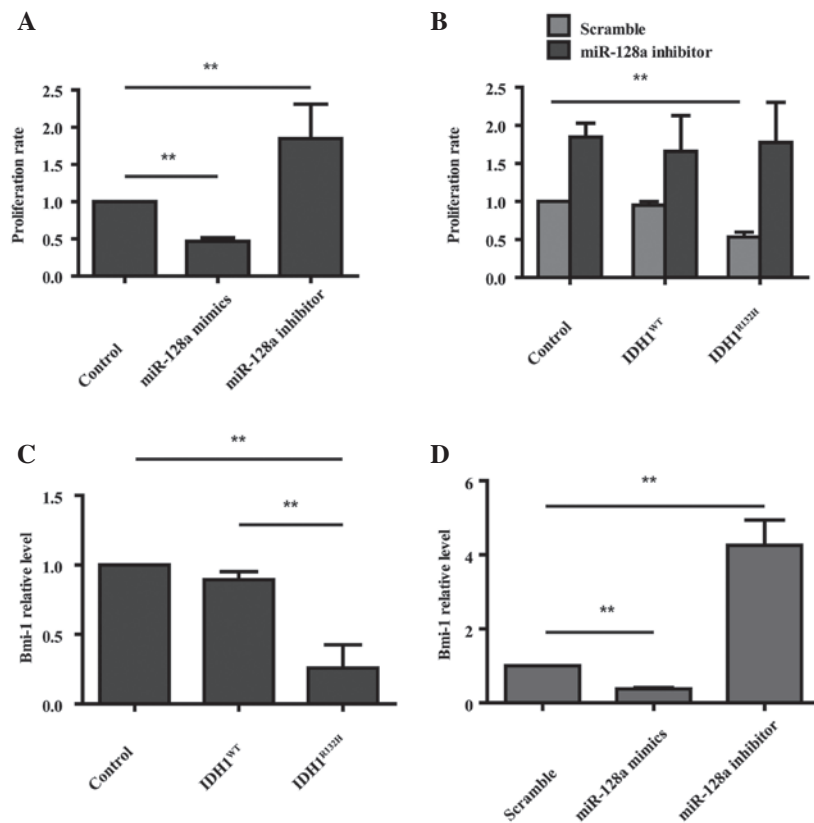 A
**
**
Proliferation rate
2.5
2.0
1.5
1.0
0.5
0.0
Control
miR-128a mimics
miR-128a inhibitor
B
Scramble
miR-128a inhibitor
**
Proliferation rate
2.5
2.0
1.5
1.0
0.5
0.0
Control
IDH1WT
IDH1R132H
C
**
**
Bmi-1 relative level
1.5
1.0
0.5
0.0
Control
IDH1WT
IDH1R132H
D
**
**
Bmi-1 relative level
6
4
2
0
Scramble
miR-128a mimics
miR-128a inhibitor